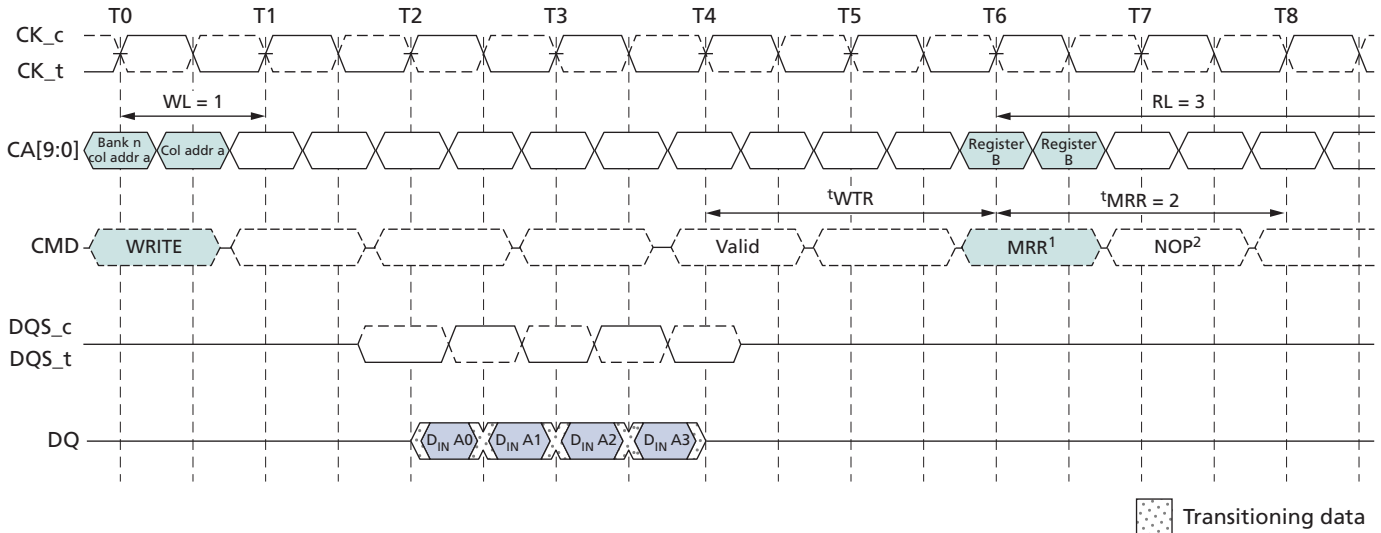 T0 T1 T2 T3 T4 T5 T6 T7 T8
CK_c
CK_t
WL = 1 RL = 3
CA[9:0] Bank n col addr a Col addr a Register B Register B
tWTR tMRR = 2
CMD WRITE Valid MRR1 NOP2
DQS_c
DQS_t
DQ DIN A0 DIN A1 DIN A2 DIN A3
Transitioning data